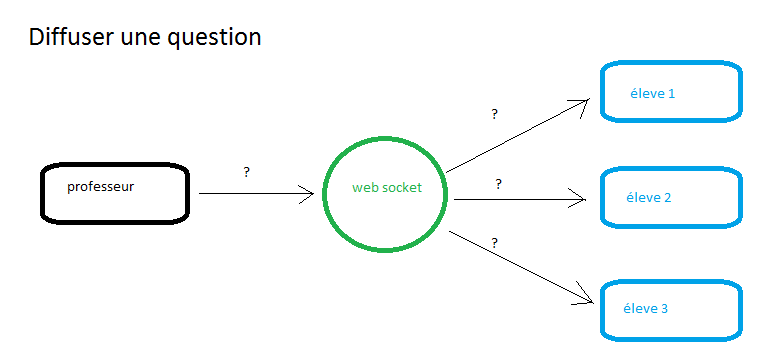 Diffuser une question
professeur
?
web socket
?
éleve 1
?
éleve 2
?
éleve 3